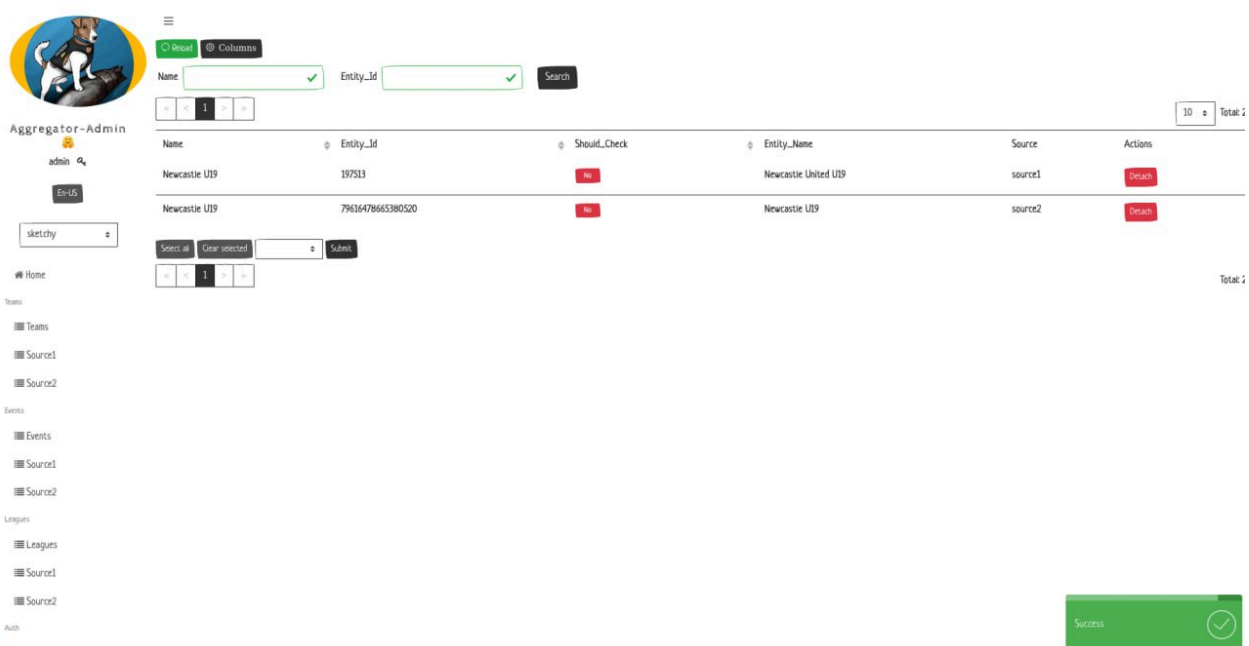 Aggregator-Admin
admin
En-US
sketchy
Home
Teams
Teams
Source1
Source2
Events
Events
Source1
Source2
Leagues
Leagues
Source1
Source2
Auth
Reload Columns
Name Entity_Id Search
« < 1 > »
10 Total: 2
Name Entity_Id Should_Check Entity_Name Source Actions
Newcastle U19 197513 No Newcastle United U19 source1 Detach
Newcastle U19 79616478665380520 No Newcastle U19 source2 Detach
Select all Clear selected Submit
« < 1 > »
Total: 2
Success